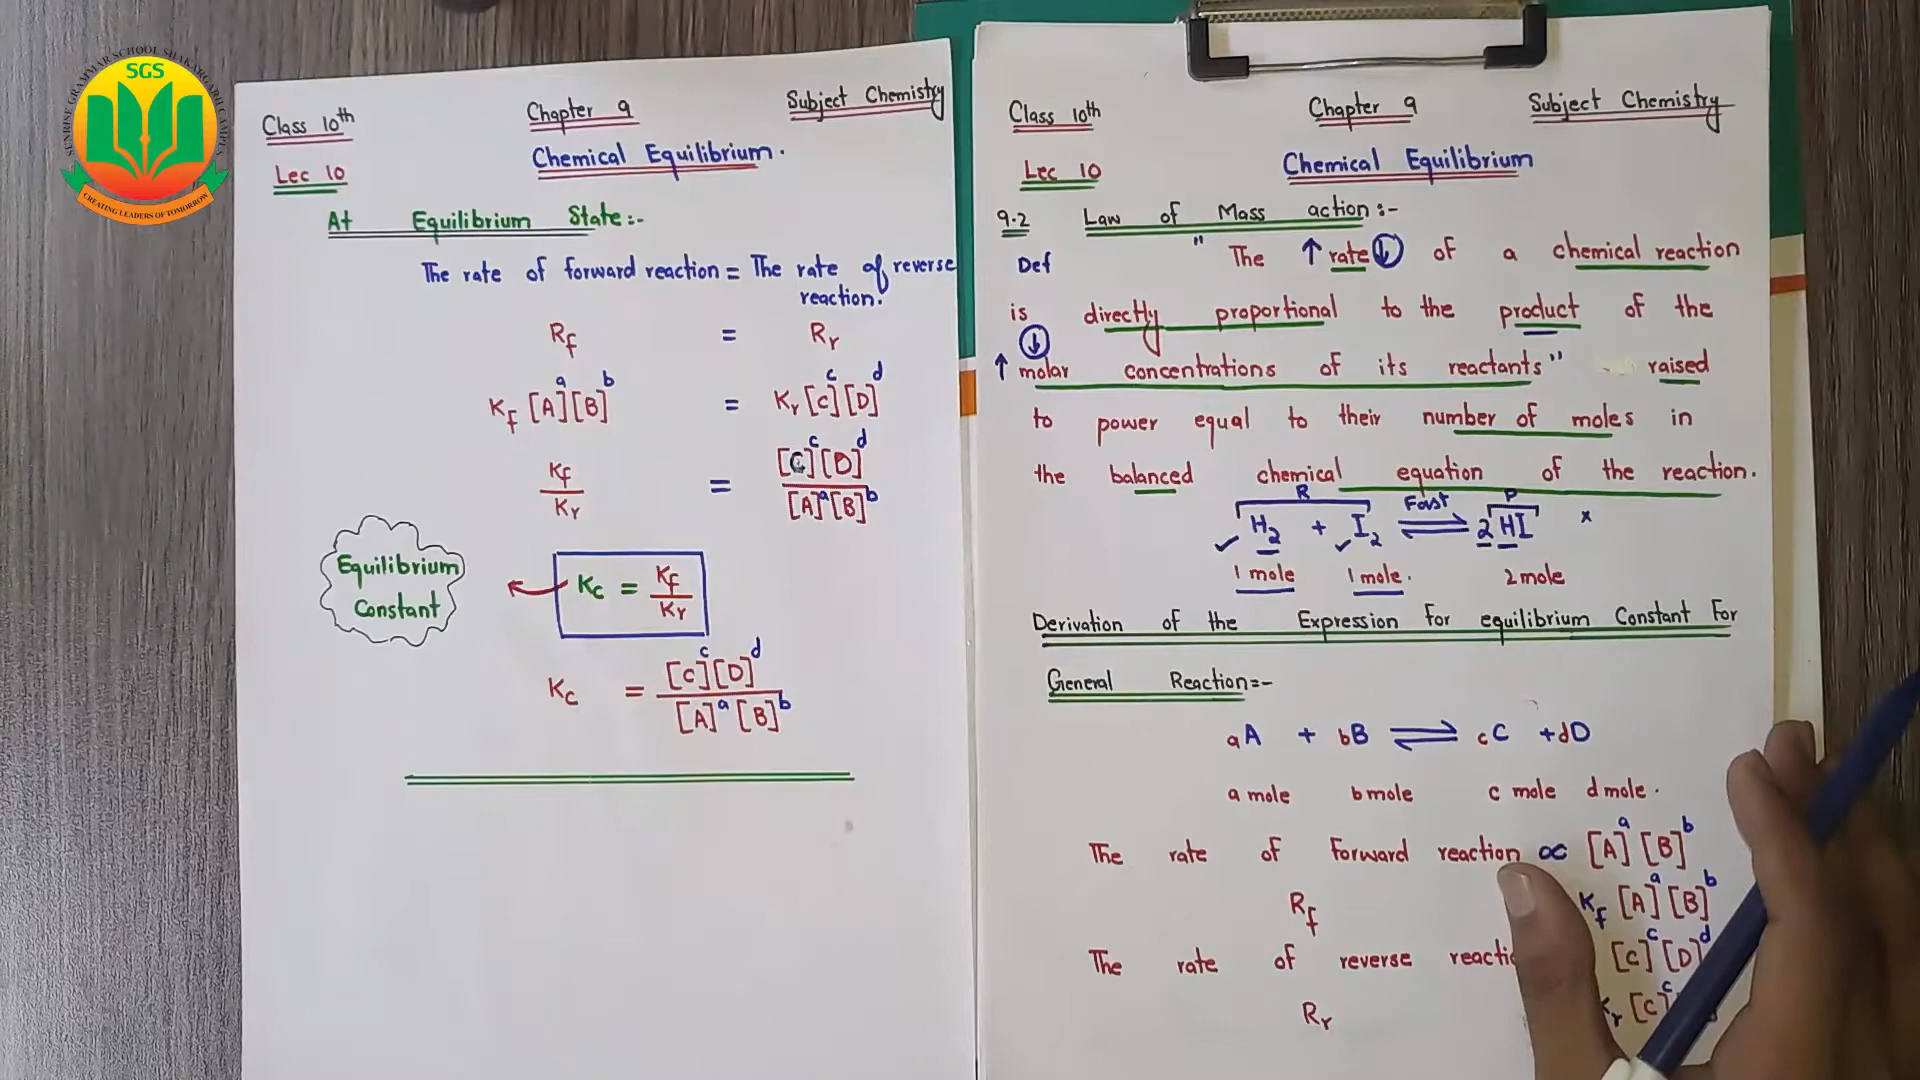 SUNRISE GRAMMAR SCHOOL SHAKARGARH CAMPUS
SGS
CREATING LEADERS OF TOMORROW
Class 10th Chapter 9 Subject Chemistry
Lec 10 Chemical Equilibrium.
At Equilibrium State:-
The rate of forward reaction = The rate of reverse
reaction.
Rf = Rr
Kf [A]^a [B]^b = Kr [C]^c [D]^d
Kf / Kr = [C]^c [D]^d / [A]^a [B]^b
Equilibrium
Constant
Kc = Kf / Kr
Kc = [C]^c [D]^d / [A]^a [B]^b
Class 10th Chapter 9 Subject Chemistry
Lec 10 Chemical Equilibrium
9.2 Law of Mass action:-
Def "The ↑ rate ↓ of a chemical reaction
is directly proportional to the product of the
↓
↑ molar concentrations of its reactants" raised
to power equal to their number of moles in
the balanced chemical equation of the reaction.
R Fast P
H2 + I2 ⇌ 2HI x
1 mole 1 mole. 2 mole
Derivation of the Expression For equilibrium Constant For
General Reaction:-
aA + bB ⇌ cC + dD
a mole b mole c mole d mole.
The rate of forward reaction ∝ [A]^a [B]^b
Rf Kf [A]^a [B]^b
The rate of reverse [C]^c [D]^d
Rr Kr [C]^c